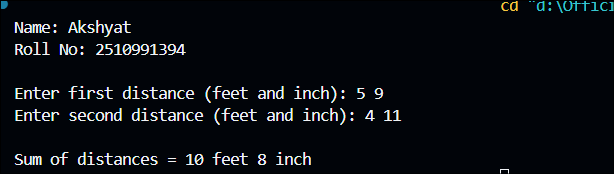 cd "d:\Offici
Name: Akshyat
Roll No: 2510991394
Enter first distance (feet and inch): 5 9
Enter second distance (feet and inch): 4 11
Sum of distances = 10 feet 8 inch